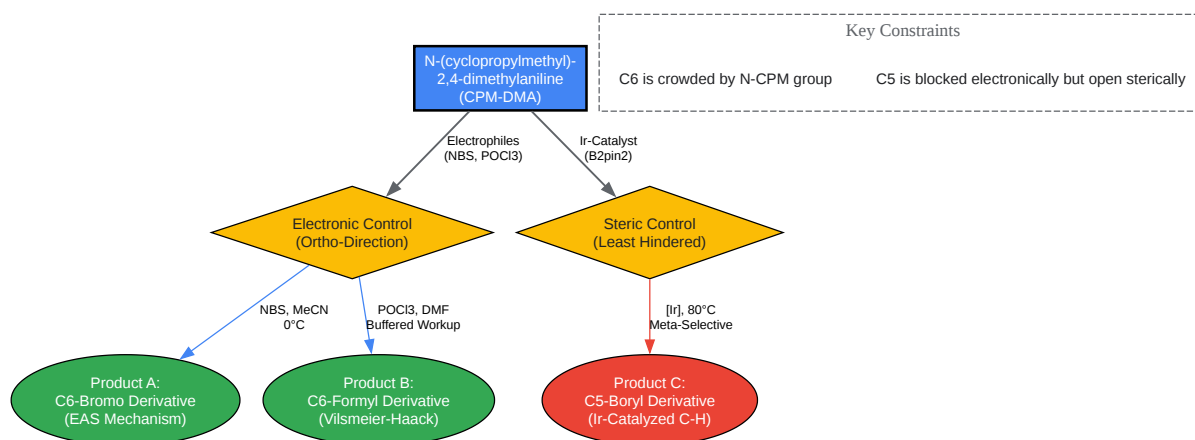 Key Constraints
N-(cyclopropylmethyl)-
2,4-dimethylaniline
(CPM-DMA)
C6 is crowded by N-CPM group
C5 is blocked electronically but open sterically
Electrophiles
(NBS, POCl3)
Ir-Catalyst
(B2pin2)
Electronic Control
(Ortho-Direction)
Steric Control
(Least Hindered)
NBS, MeCN
0°C
POCl3, DMF
Buffered Workup
[Ir], 80°C
Meta-Selective
Product A:
C6-Bromo Derivative
(EAS Mechanism)
Product B:
C6-Formyl Derivative
(Vilsmeier-Haack)
Product C:
C5-Boryl Derivative
(Ir-Catalyzed C-H)